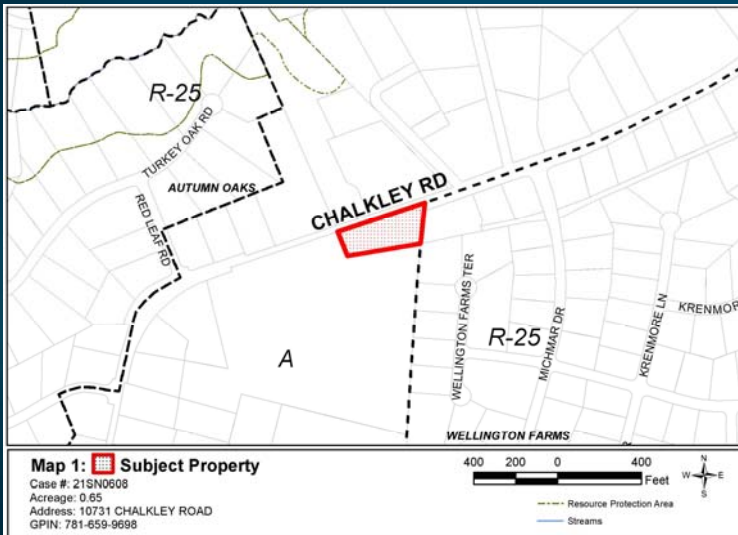 R-25
TURKEY OAK RD
AUTUMN OAKS
RED LEAF RD
CHALKLEY RD
WELLINGTON FARMS TER
MICHMAR DR
KRENMORE LN
KRENMOR
R-25
A
WELLINGTON FARMS
Map 1: Subject Property
Case #: 21SN0608
Acreage: 0.65
Address: 10731 CHALKLEY ROAD
GPIN: 781-659-9698
400 200 0 400
Feet
N
W E
S
Resource Protection Area
Streams